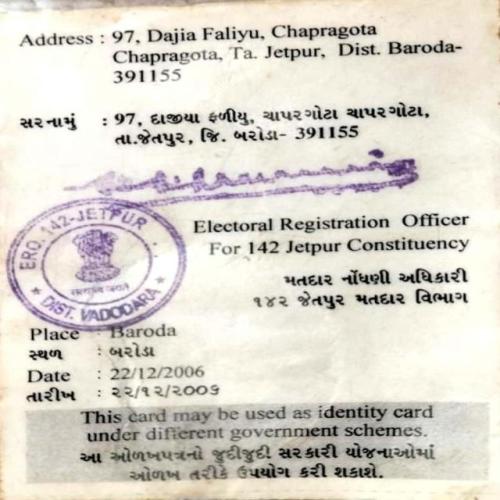 Address : 97, Dajia Faliyu, Chapragota
Chapragota, Ta. Jetpur, Dist. Baroda-
391155
સરનામું : 97, દાજીયા ફળીયુ, ચાપરગોટા ચાપરગોટા,
તા.જેતપુર, જિ. બરોડા- 391155
ERO. 142-JETPUR
सत्यमेव जयते
★ DIST. VADODARA ★
Electoral Registration Officer
For 142 Jetpur Constituency
મતદાર નોંધણી અધિકારી
૧૪૨ જેતપુર મતદાર વિભાગ
Place : Baroda
સ્થળ : બરોડા
Date : 22/12/2006
તારીખ : ૨૨/૧૨/૨૦૦૬
This card may be used as identity card
under different government schemes.
આ ઓળખપત્રનો જુદીજુદી સરકારી યોજનાઓમાં
ઓળખ તરીકે ઉપયોગ કરી શકાશે.